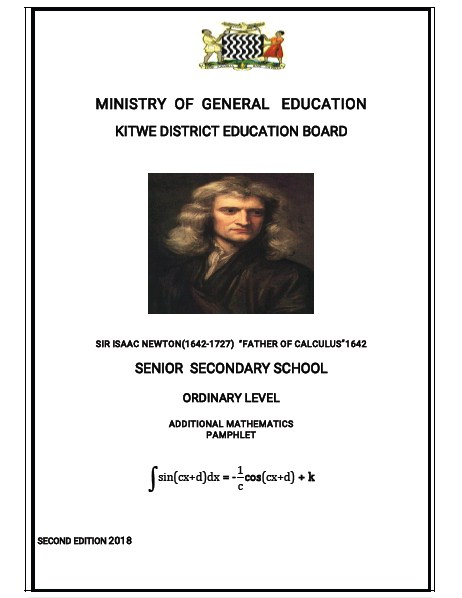 MINISTRY OF GENERAL EDUCATION
KITWE DISTRICT EDUCATION BOARD
SIR ISAAC NEWTON(1642-1727) “FATHER OF CALCULUS”1642
SENIOR SECONDARY SCHOOL
ORDINARY LEVEL
ADDITIONAL MATHEMATICS
PAMPHLET
∫sin(cx+d)dx = -1/c cos(cx+d) + k
SECOND EDITION 2018